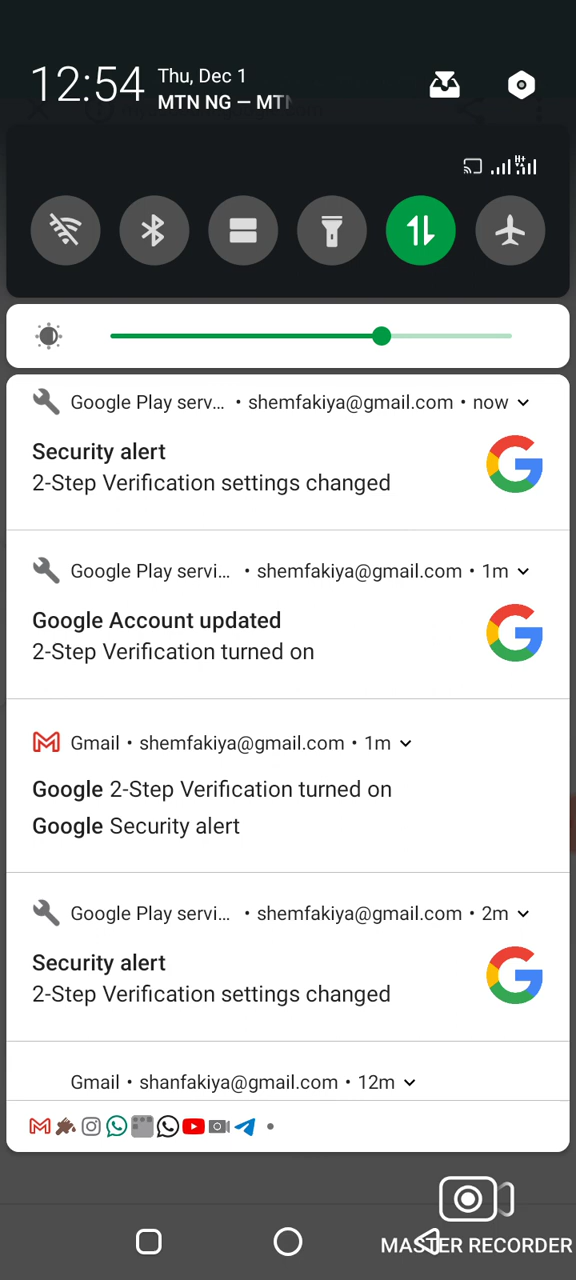 12:54 Thu, Dec 1
MTN NG — MTN
Google Play serv... • shemfakiya@gmail.com • now
Security alert
2-Step Verification settings changed
Google Play servi... • shemfakiya@gmail.com • 1m
Google Account updated
2-Step Verification turned on
Gmail • shemfakiya@gmail.com • 1m
Google 2-Step Verification turned on
Google Security alert
Google Play servi... • shemfakiya@gmail.com • 2m
Security alert
2-Step Verification settings changed
Gmail • shanfakiya@gmail.com • 12m
MASTER RECORDER